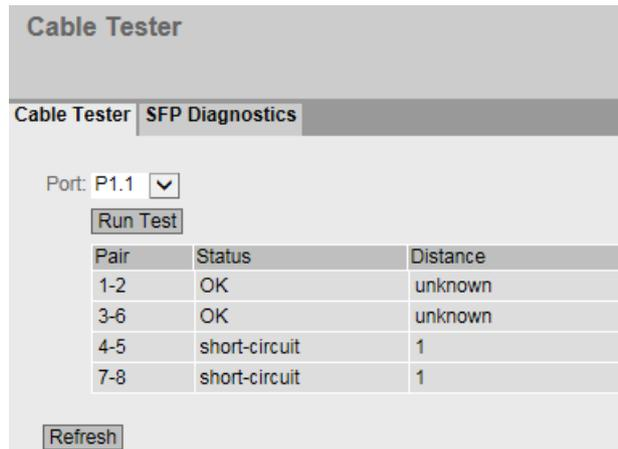 Cable Tester
Cable Tester SFP Diagnostics
Port: P1.1
Run Test
Pair Status Distance
1-2 OK unknown
3-6 OK unknown
4-5 short-circuit 1
7-8 short-circuit 1
Refresh